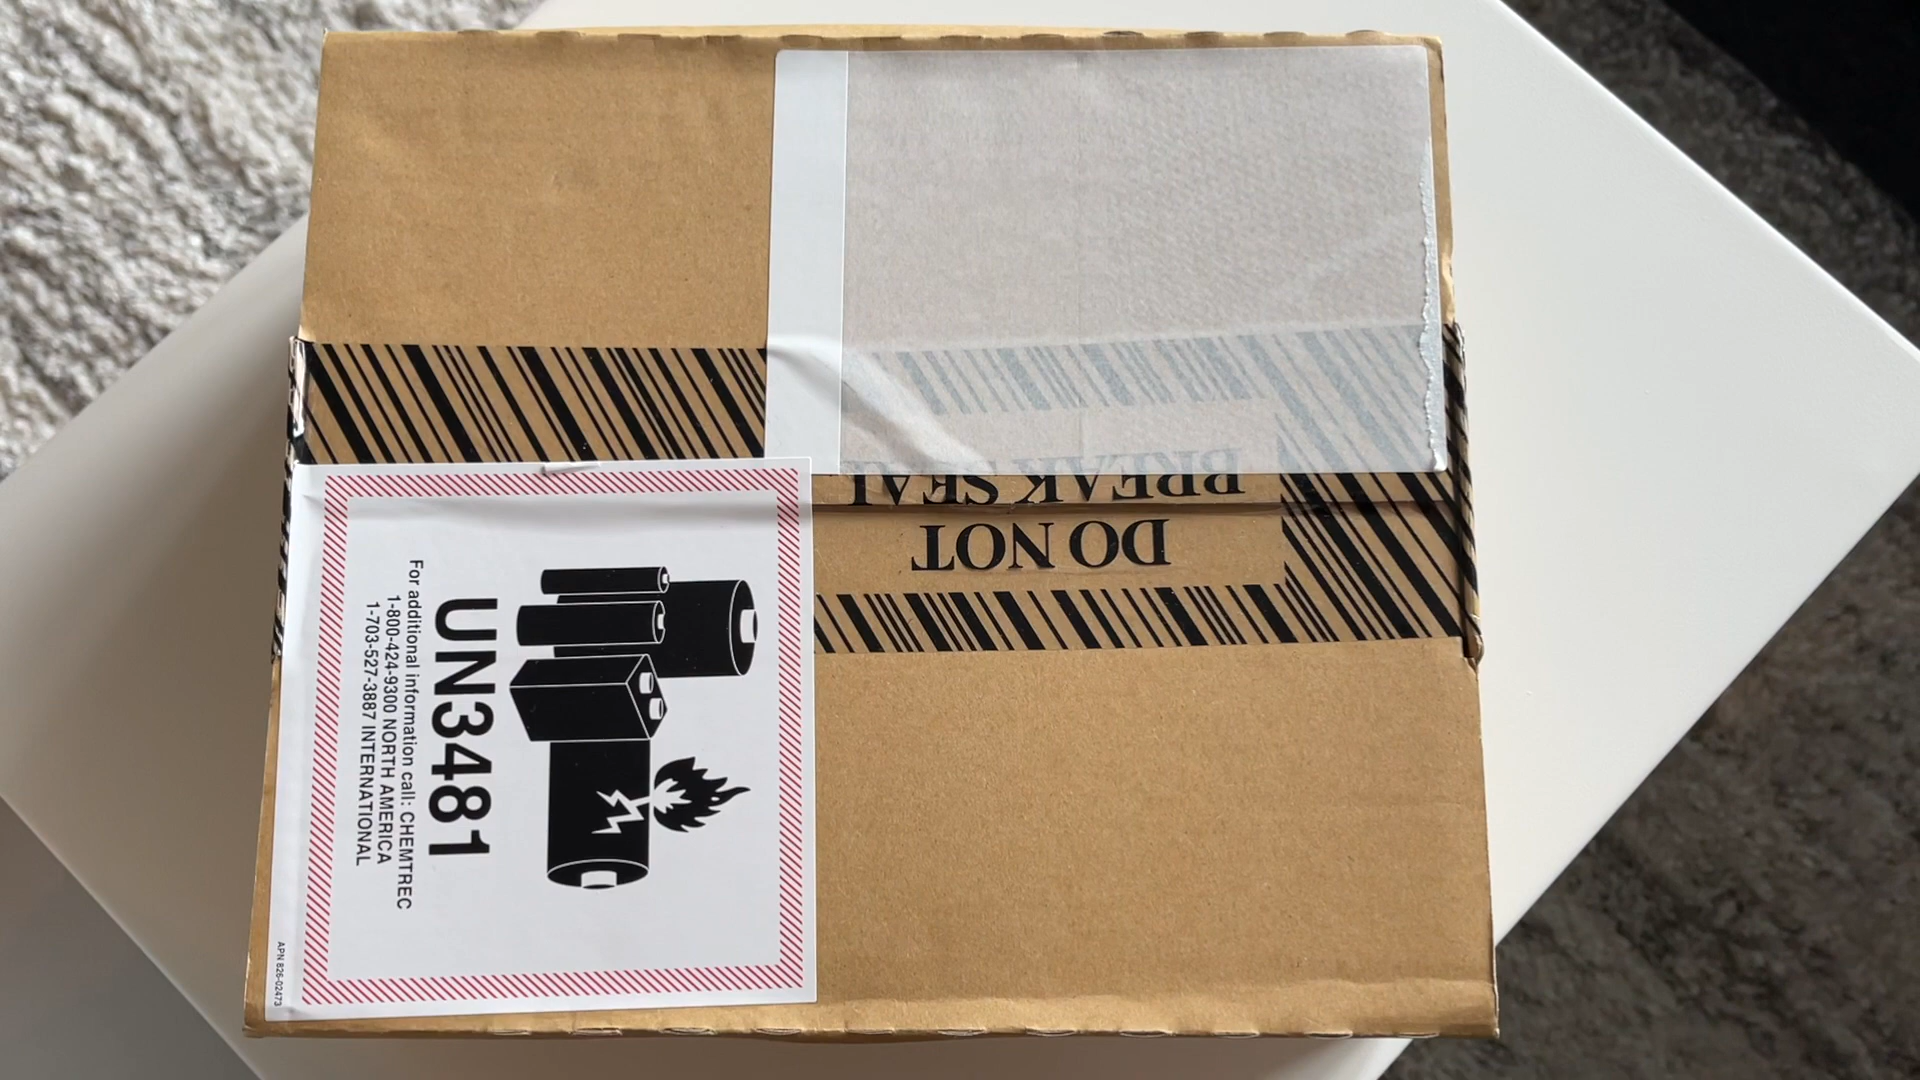 UN3481
For additional information call: CHEMTREC
1-800-424-9300 NORTH AMERICA
1-703-527-3887 INTERNATIONAL
APN 826-02473
DO NOT
BREAK SEAL